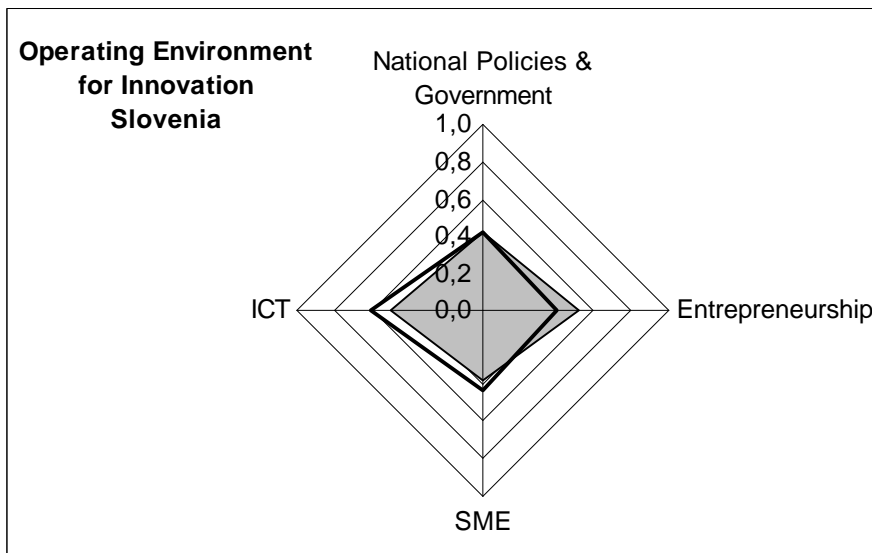 Operating Environment
for Innovation
Slovenia
National Policies &
Government
1,0
0,8
0,6
0,4
0,2
0,0
ICT
Entrepreneurship
SME